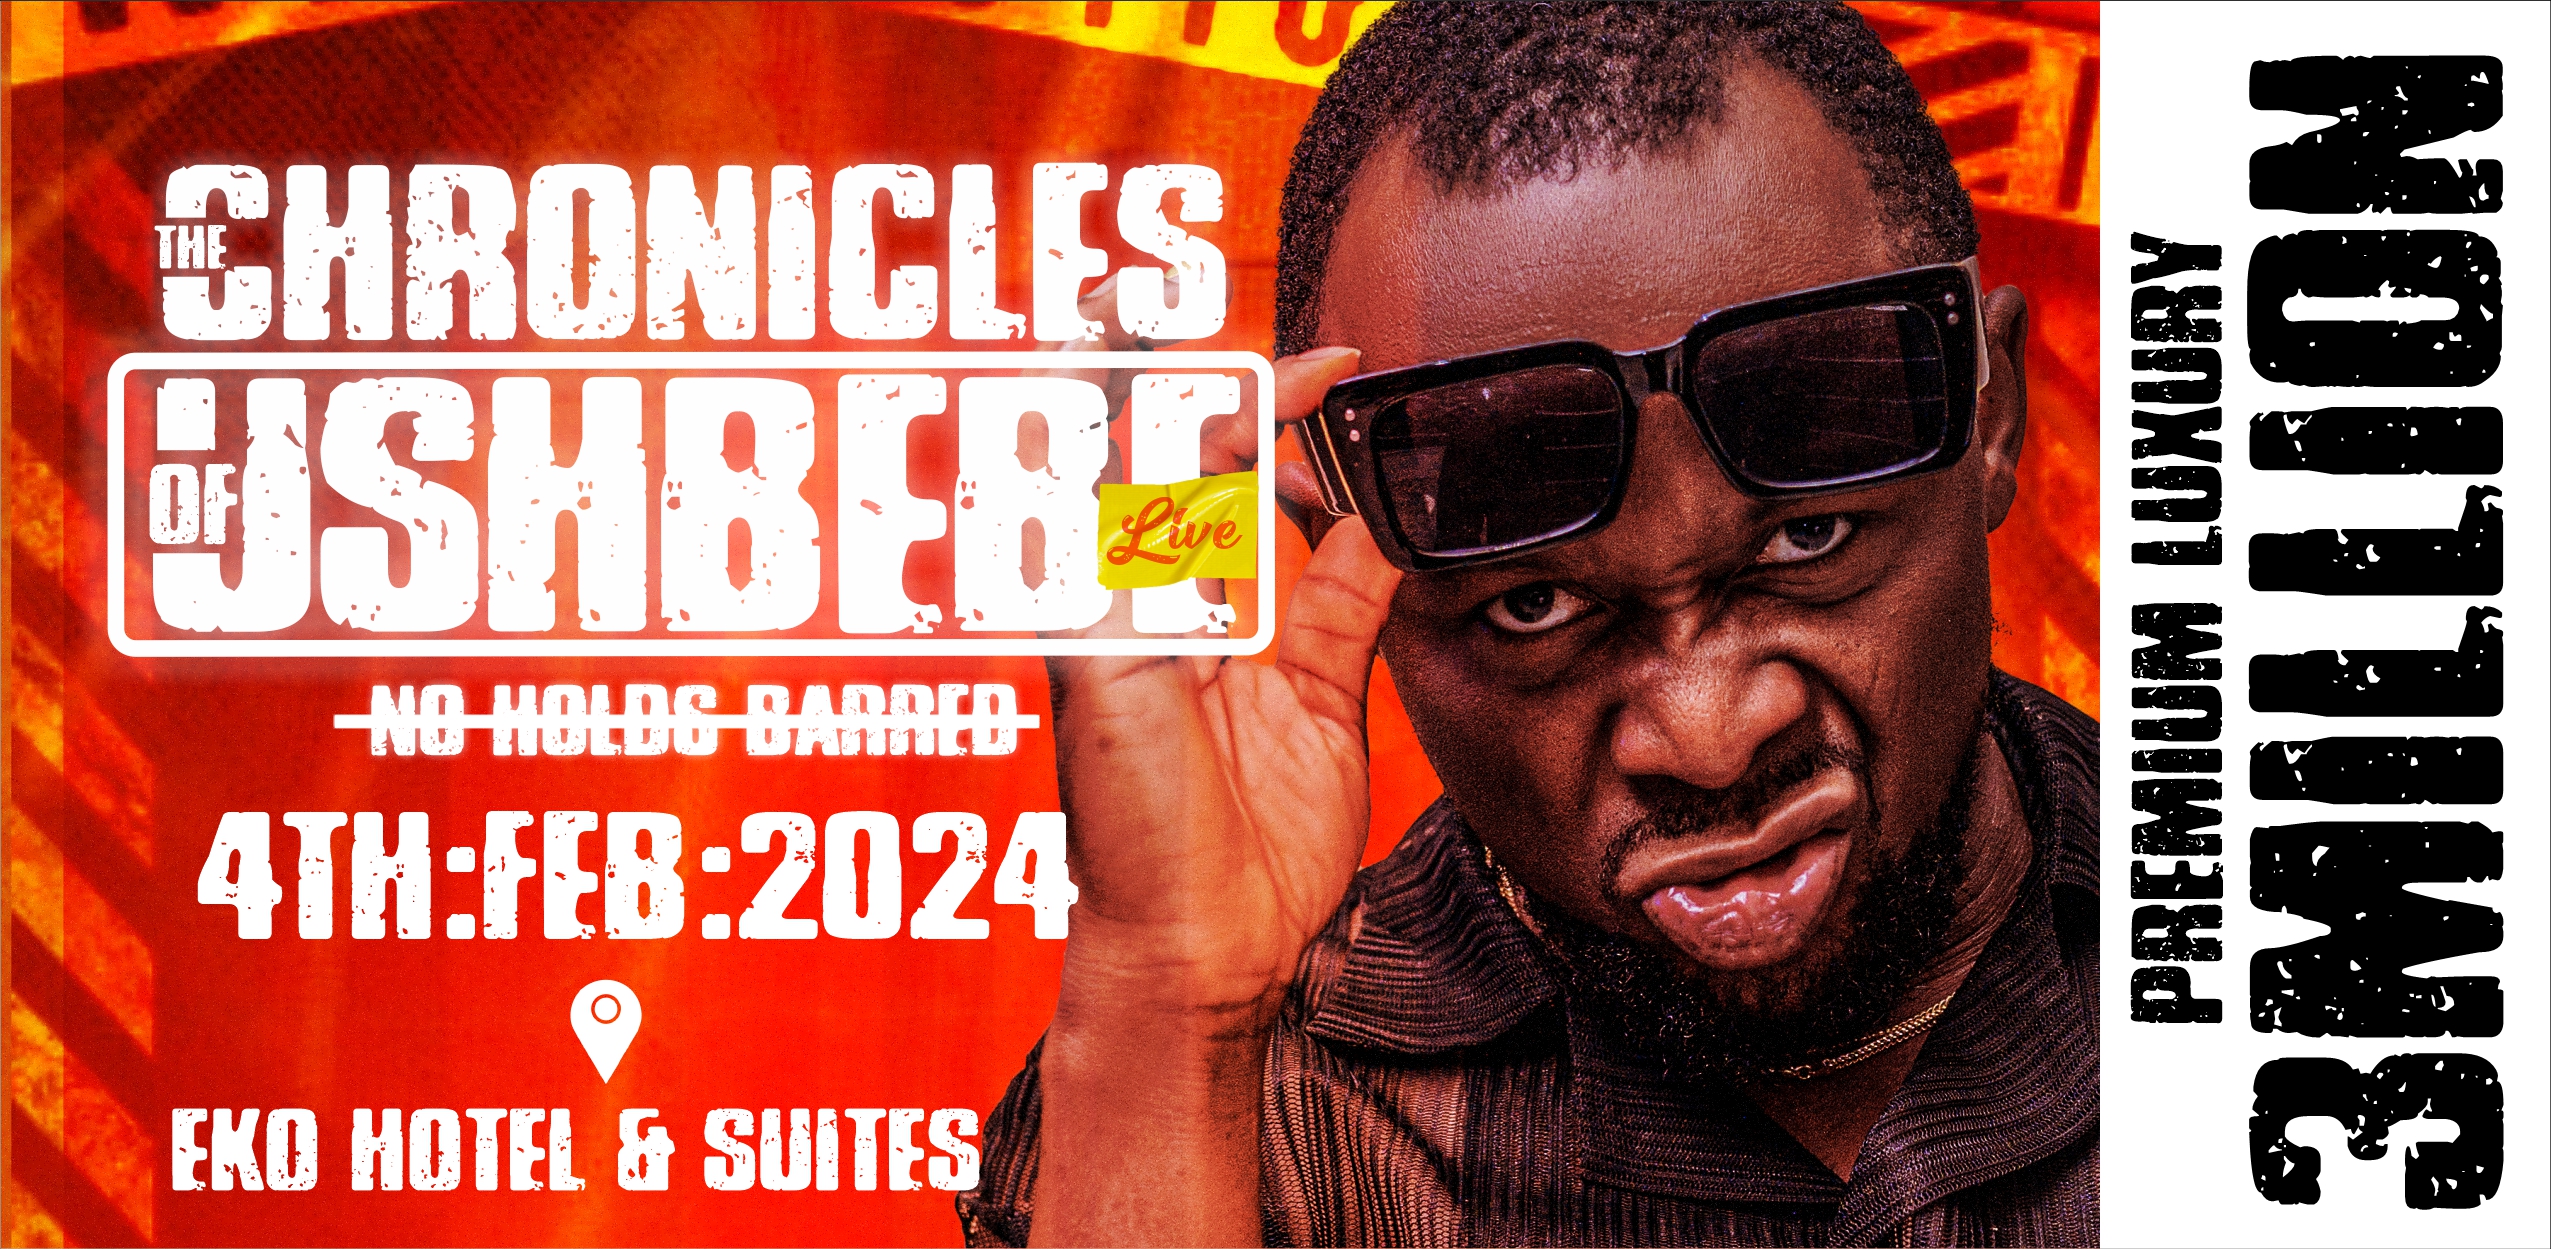 THE CHRONICLES
OF USHBEBE
Live
NO HOLDS BARRED
4TH:FEB:2024
EKO HOTEL & SUITES
PREMIUM LUXURY
3MILLION